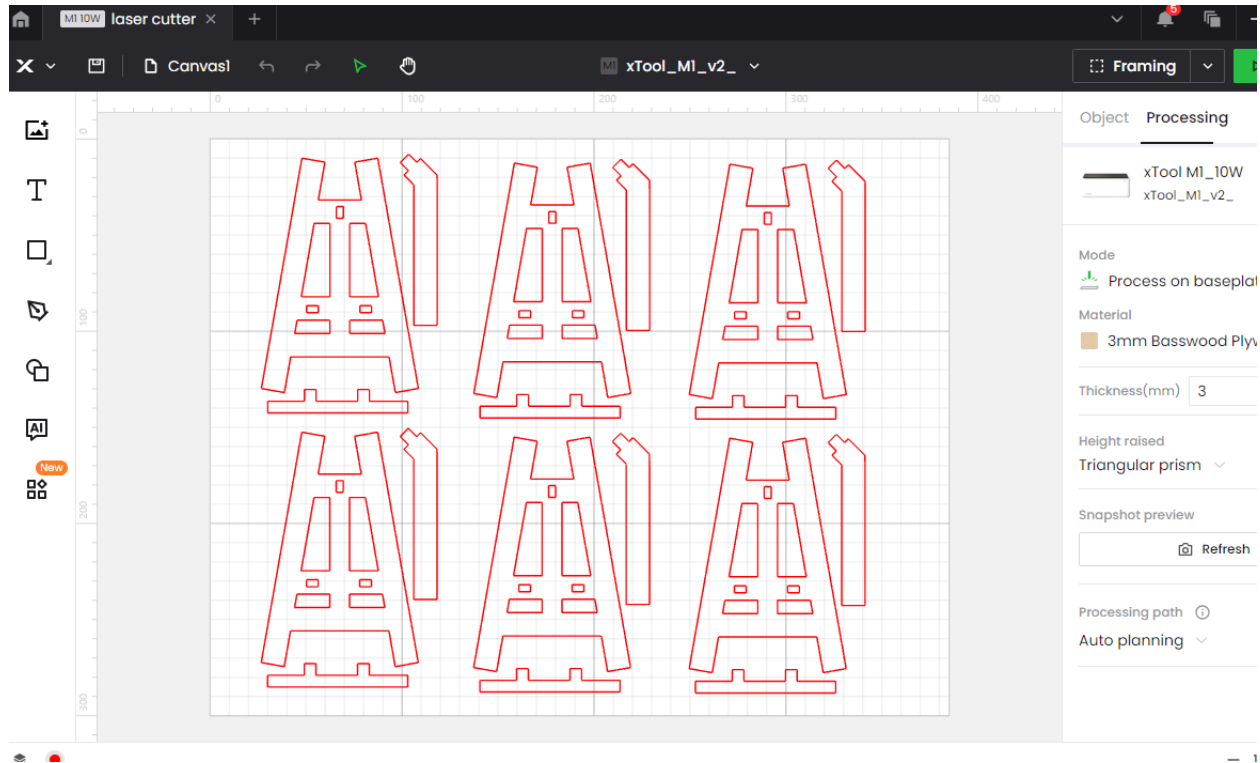 M1 10W laser cutter × +
5
X Canvas1 M1 xTool_M1_v2_ Framing
0 100 200 300 400
Object Processing
0
xTool M1_10W
T
xTool_M1_v2_
Mode
Process on baseplat
Material
100
3mm Basswood Plyw
Thickness(mm) 3
AI
Height raised
New
Triangular prism
200
Snapshot preview
Refresh
Processing path
Auto planning
300